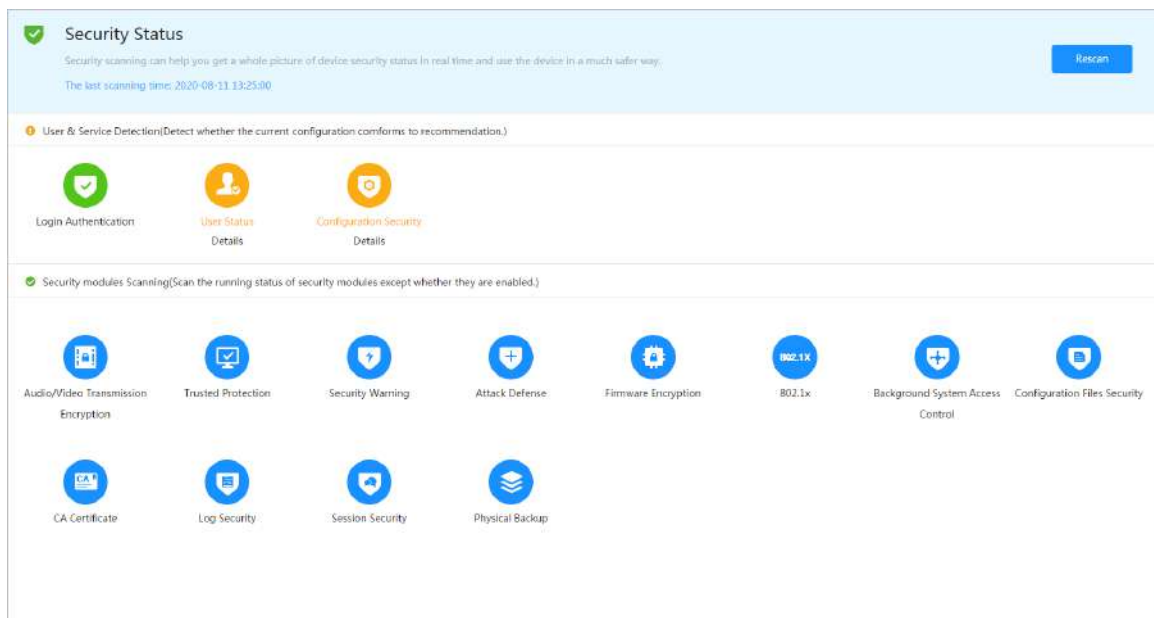 Security Status
Security scanning can help you get a whole picture of device security status in real time and use the device in a much safer way.
The last scanning time: 2020-08-11 13:25:00
Rescan
User & Service Detection(Detect whether the current configuration comforms to recommendation.)
Login Authentication
User Status
Details
Configuration Security
Details
Security modules Scanning(Scan the running status of security modules except whether they are enabled.)
Audio/Video Transmission
Encryption
Trusted Protection
Security Warning
Attack Defense
Firmware Encryption
802.1X
802.1x
Background System Access
Control
Configuration Files Security
CA
CA Certificate
Log Security
Session Security
Physical Backup